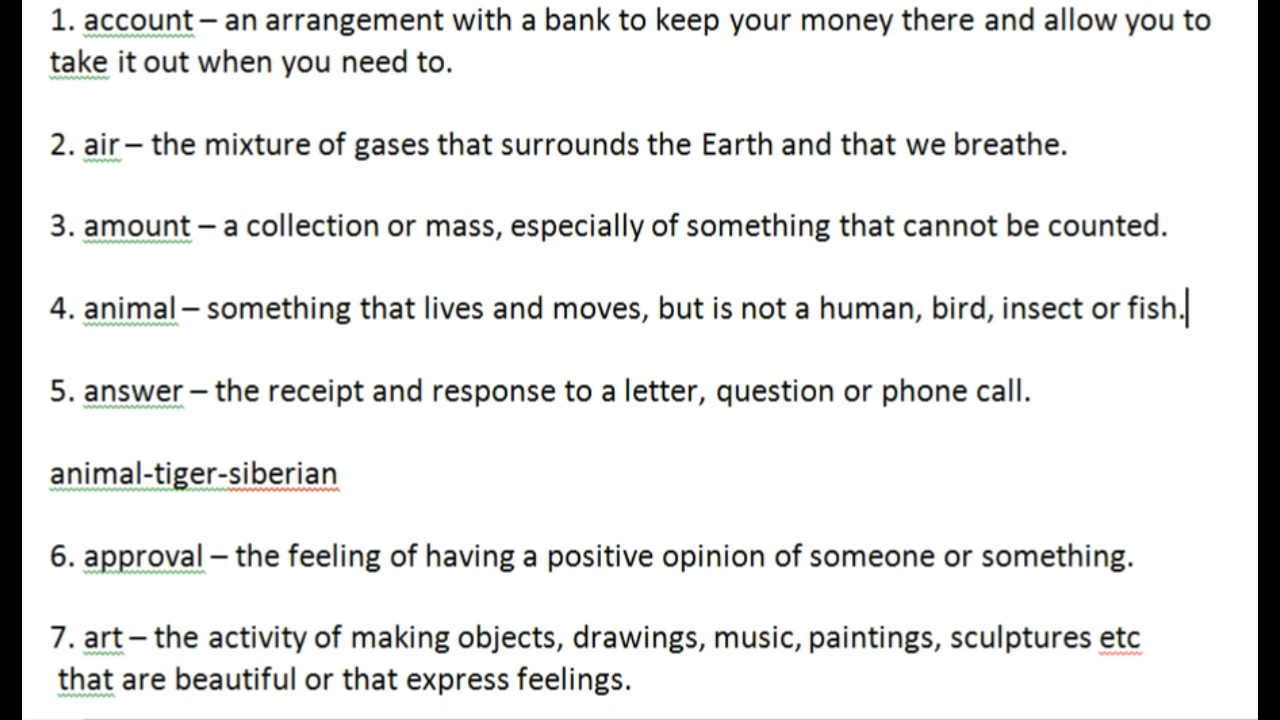 1. account – an arrangement with a bank to keep your money there and allow you to
take it out when you need to.
2. air – the mixture of gases that surrounds the Earth and that we breathe.
3. amount – a collection or mass, especially of something that cannot be counted.
4. animal – something that lives and moves, but is not a human, bird, insect or fish.
5. answer – the receipt and response to a letter, question or phone call.
animal-tiger-siberian
6. approval – the feeling of having a positive opinion of someone or something.
7. art – the activity of making objects, drawings, music, paintings, sculptures etc
that are beautiful or that express feelings.